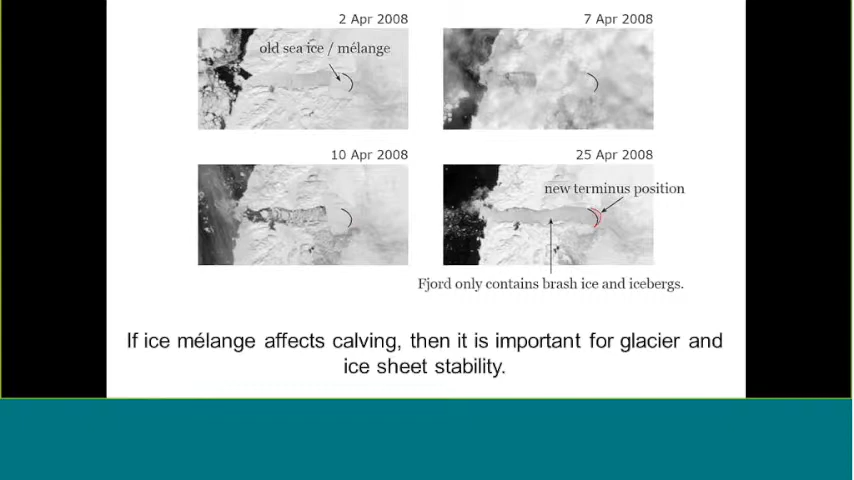 2 Apr 2008
7 Apr 2008
old sea ice / mélange
10 Apr 2008
25 Apr 2008
new terminus position
Fjord only contains brash ice and icebergs.
If ice mélange affects calving, then it is important for glacier and
ice sheet stability.